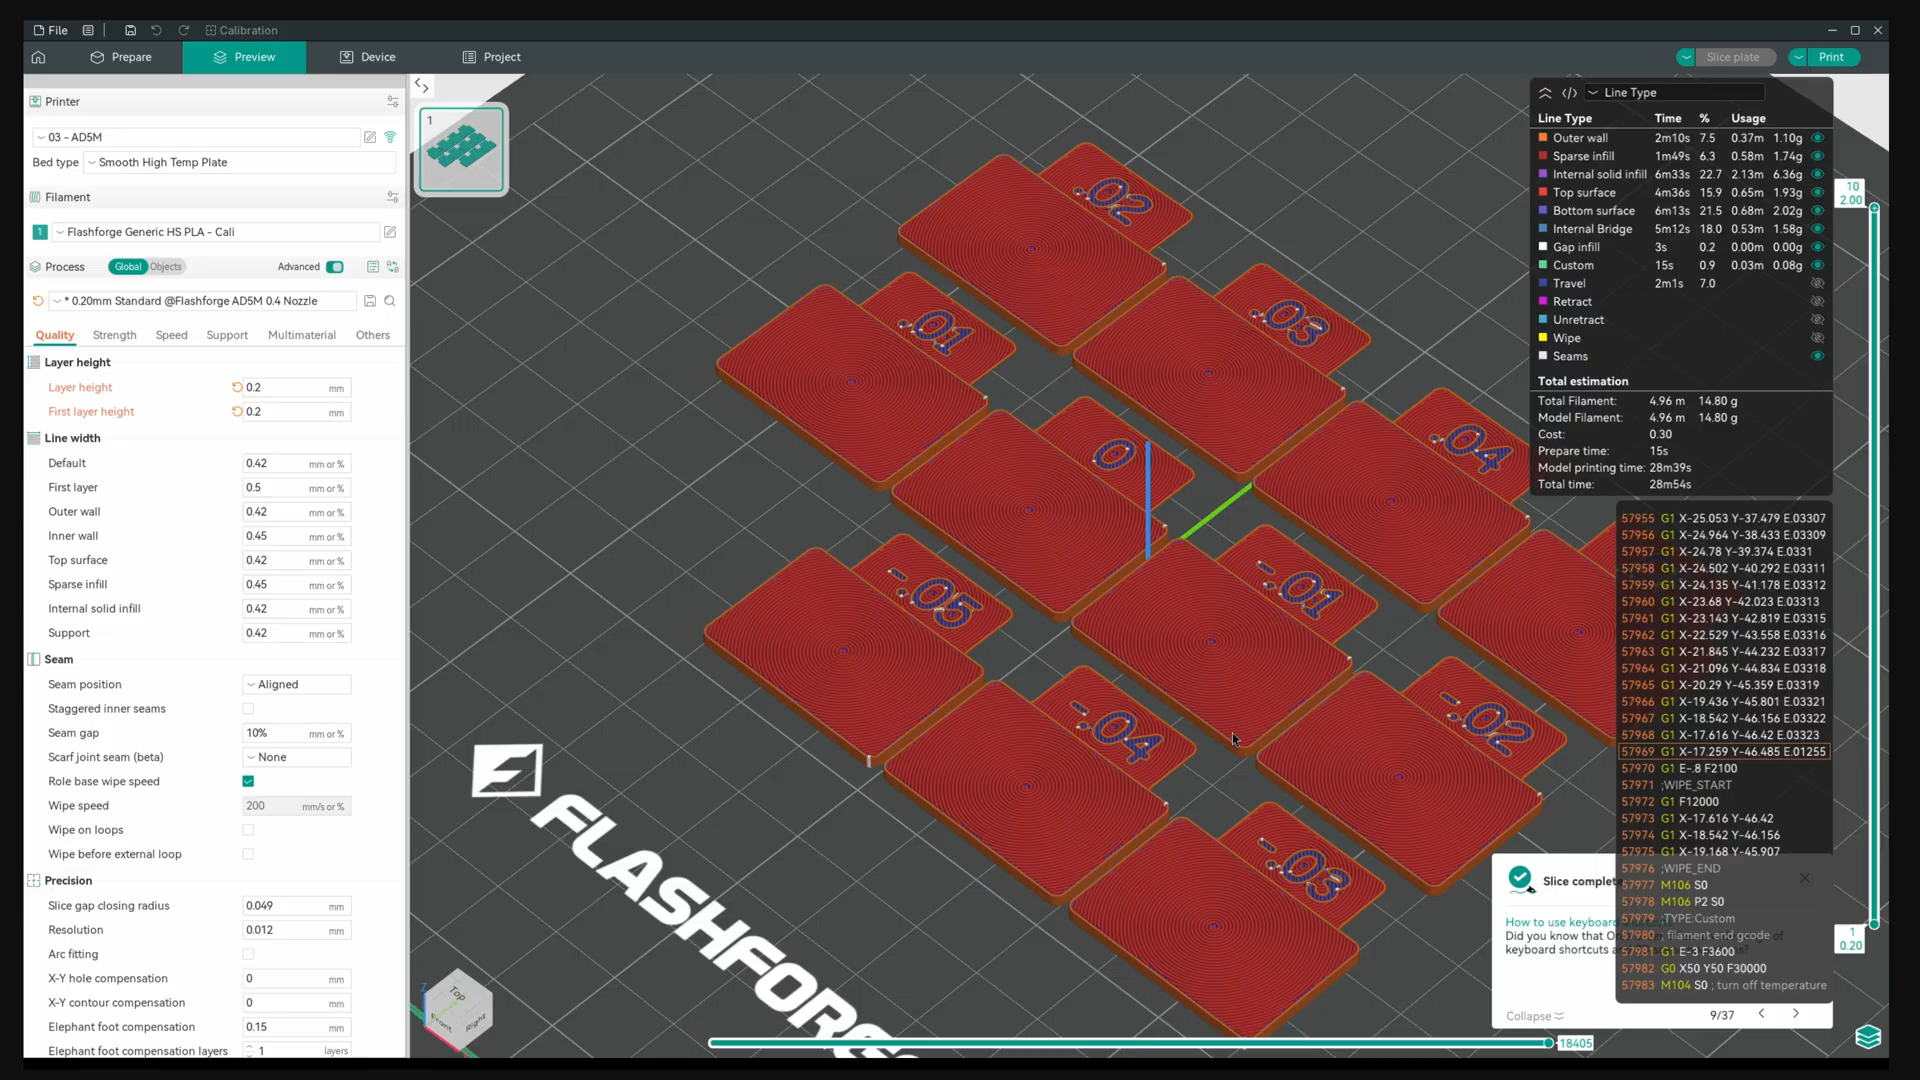 File
Calibration
Prepare
Preview
Device
Project
Slice plate
Print
Printer
03 - AD5M
Bed type
Smooth High Temp Plate
Filament
1
Flashforge Generic HS PLA - Cali
Process
Global
Objects
Advanced
* 0.20mm Standard @Flashforge AD5M 0.4 Nozzle
Quality
Strength
Speed
Support
Multimaterial
Others
Layer height
Layer height 0.2 mm
First layer height 0.2 mm
Line width
Default 0.42 mm or %
First layer 0.5 mm or %
Outer wall 0.42 mm or %
Inner wall 0.45 mm or %
Top surface 0.42 mm or %
Sparse infill 0.45 mm or %
Internal solid infill 0.42 mm or %
Support 0.42 mm or %
Seam
Seam position Aligned
Staggered inner seams
Seam gap 10% mm or %
Scarf joint seam (beta) None
Role base wipe speed
Wipe speed 200 mm/s or %
Wipe on loops
Wipe before external loop
Precision
Slice gap closing radius 0.049 mm
Resolution 0.012 mm
Arc fitting
X-Y hole compensation 0 mm
X-Y contour compensation 0 mm
Elephant foot compensation 0.15 mm
Elephant foot compensation layers 1 layers
1
.02
.01
.03
0
.04
-.05
-.01
-.04
-.02
-.03
FLASHFORGE
Top
Front
Right
Z
Line Type
Line Type Time % Usage
Outer wall 2m10s 7.5 0.37m 1.10g
Sparse infill 1m49s 6.3 0.58m 1.74g
Internal solid infill 6m33s 22.7 2.13m 6.36g
Top surface 4m36s 15.9 0.65m 1.93g
Bottom surface 6m13s 21.5 0.68m 2.02g
Internal Bridge 5m12s 18.0 0.53m 1.58g
Gap infill 3s 0.2 0.00m 0.00g
Custom 15s 0.9 0.03m 0.08g
Travel 2m1s 7.0
Retract
Unretract
Wipe
Seams
Total estimation
Total Filament: 4.96 m 14.80 g
Model Filament: 4.96 m 14.80 g
Cost: 0.30
Prepare time: 15s
Model printing time: 28m39s
Total time: 28m54s
10
2.00
57955 G1 X-25.053 Y-37.479 E.03307
57956 G1 X-24.964 Y-38.433 E.03309
57957 G1 X-24.78 Y-39.374 E.0331
57958 G1 X-24.502 Y-40.292 E.03311
57959 G1 X-24.135 Y-41.178 E.03312
57960 G1 X-23.68 Y-42.023 E.03313
57961 G1 X-23.143 Y-42.819 E.03315
57962 G1 X-22.529 Y-43.558 E.03316
57963 G1 X-21.845 Y-44.232 E.03317
57964 G1 X-21.096 Y-44.834 E.03318
57965 G1 X-20.29 Y-45.359 E.03319
57966 G1 X-19.436 Y-45.801 E.03321
57967 G1 X-18.542 Y-46.156 E.03322
57968 G1 X-17.616 Y-46.42 E.03323
57969 G1 X-17.259 Y-46.485 E.01255
57970 G1 E-.8 F2100
57971 ;WIPE_START
57972 G1 F12000
57973 G1 X-17.616 Y-46.42
57974 G1 X-18.542 Y-46.156
57975 G1 X-19.168 Y-45.907
57976 ;WIPE_END
57977 M106 S0
57978 M106 P2 S0
57979 ;TYPE:Custom
57980 ; filament end gcode
57981 G1 E-3 F3600
57982 G0 X50 Y50 F30000
57983 M104 S0 ; turn off temperature
Slice complete
How to use keyboard
Did you know that
keyboard shortcuts
Collapse
9/37
1
0.20
18405